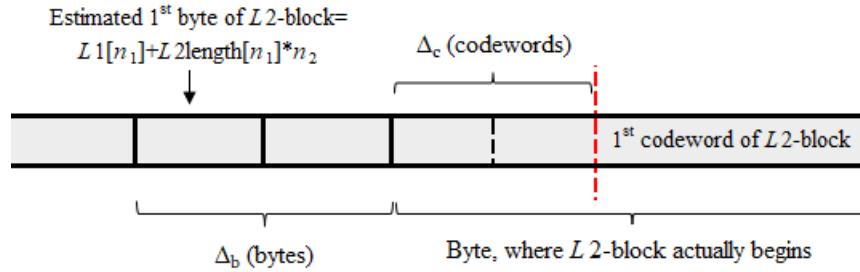 Estimated 1st byte of L2-block=
L1[n₁]+L2length[n₁]*n₂
Δc (codewords)
1st codeword of L2-block
Δb (bytes)
Byte, where L2-block actually begins